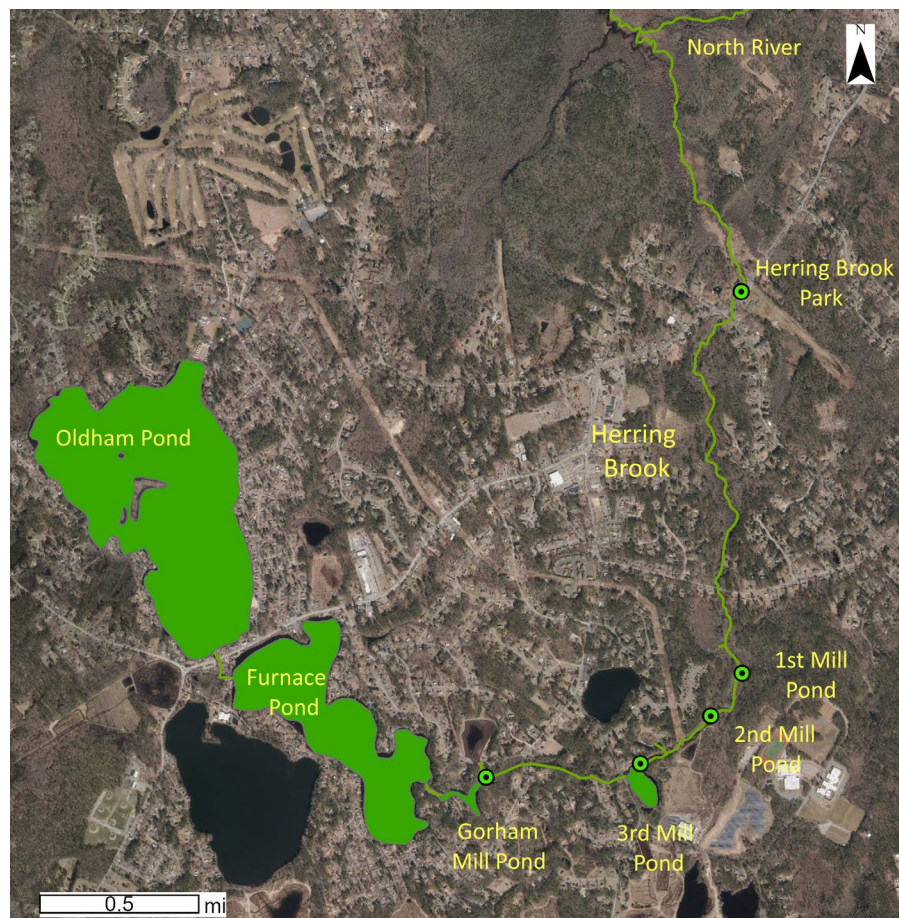 N
North River
Herring Brook
Park
Oldham Pond
Herring
Brook
Furnace
Pond
1st Mill
Pond
2nd Mill
Pond
Gorham
Mill Pond
3rd Mill
Pond
0.5 mi